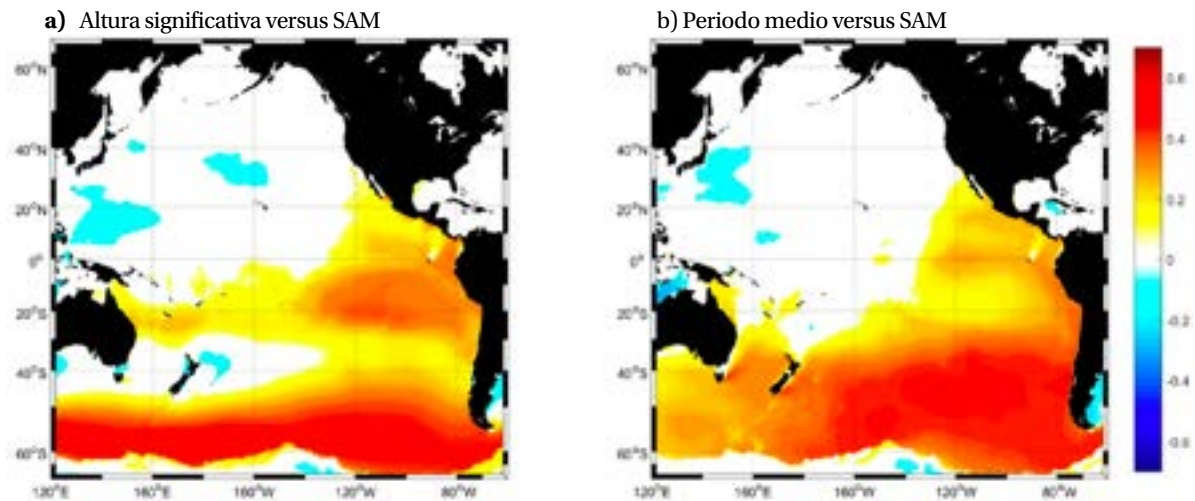 a) Altura significativa versus SAM
b) Periodo medio versus SAM
60°N
40°N
20°N
0°
20°S
40°S
60°S
120°E
160°E
160°W
120°W
80°W
60°N
40°N
20°N
0°
20°S
40°S
60°S
120°E
160°E
160°W
120°W
80°W
0.6
0.4
0.2
0
-0.2
-0.4
-0.6